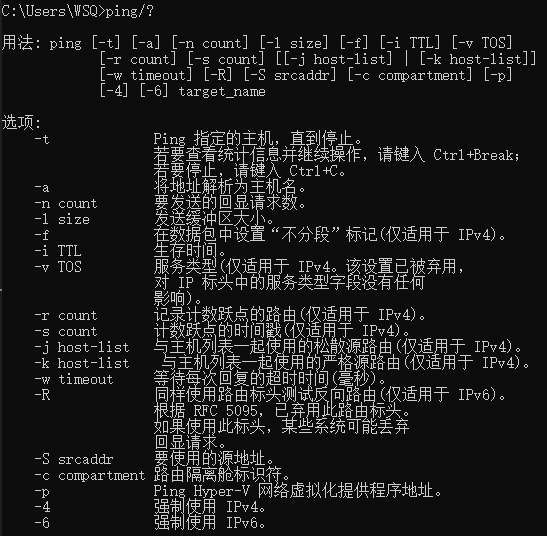 C:\Users\WSQ>ping/?
用法: ping [-t] [-a] [-n count] [-l size] [-f] [-i TTL] [-v TOS]
[-r count] [-s count] [[-j host-list] | [-k host-list]]
[-w timeout] [-R] [-S srcaddr] [-c compartment] [-p]
[-4] [-6] target_name
选项:
-t Ping 指定的主机，直到停止。
若要查看统计信息并继续操作，请键入 Ctrl+Break；
若要停止，请键入 Ctrl+C。
-a 将地址解析为主机名。
-n count 要发送的回显请求数。
-l size 发送缓冲区大小。
-f 在数据包中设置“不分段”标记(仅适用于 IPv4)。
-i TTL 生存时间。
-v TOS 服务类型(仅适用于 IPv4。该设置已被弃用，
对 IP 标头中的服务类型字段没有任何
影响)。
-r count 记录计数跃点的路由(仅适用于 IPv4)。
-s count 计数跃点的时间戳(仅适用于 IPv4)。
-j host-list 与主机列表一起使用的松散源路由(仅适用于 IPv4)。
-k host-list 与主机列表一起使用的严格源路由(仅适用于 IPv4)。
-w timeout 等待每次回复的超时时间(毫秒)。
-R 同样使用路由标头测试反向路由(仅适用于 IPv6)。
根据 RFC 5095，已弃用此路由标头。
如果使用此标头，某些系统可能丢弃
回显请求。
-S srcaddr 要使用的源地址。
-c compartment 路由隔离舱标识符。
-p Ping Hyper-V 网络虚拟化提供程序地址。
-4 强制使用 IPv4。
-6 强制使用 IPv6。